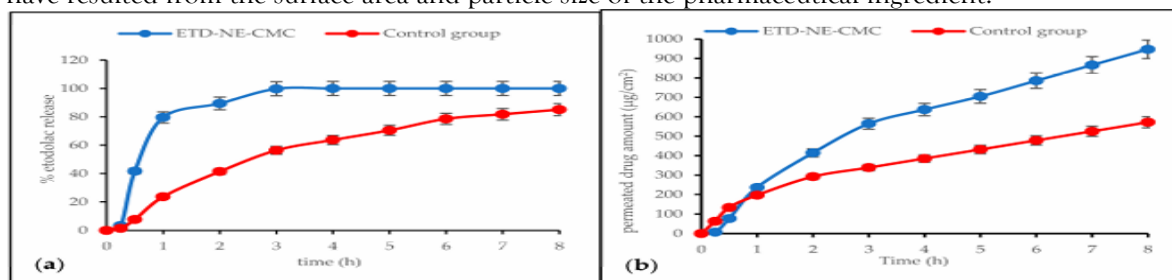 have resulted from the surface area and particle size of the pharmaceutical ingredient.
ETD-NE-CMC Control group
120
100
80
60
40
20
0
% etodolac release
0 1 2 3 4 5 6 7 8
time (h)
(a)
ETD-NE-CMC Control group
1000
900
800
700
600
500
400
300
200
100
0
permeated drug amount (µg/cm²)
0 1 2 3 4 5 6 7 8
Time (h)
(b)